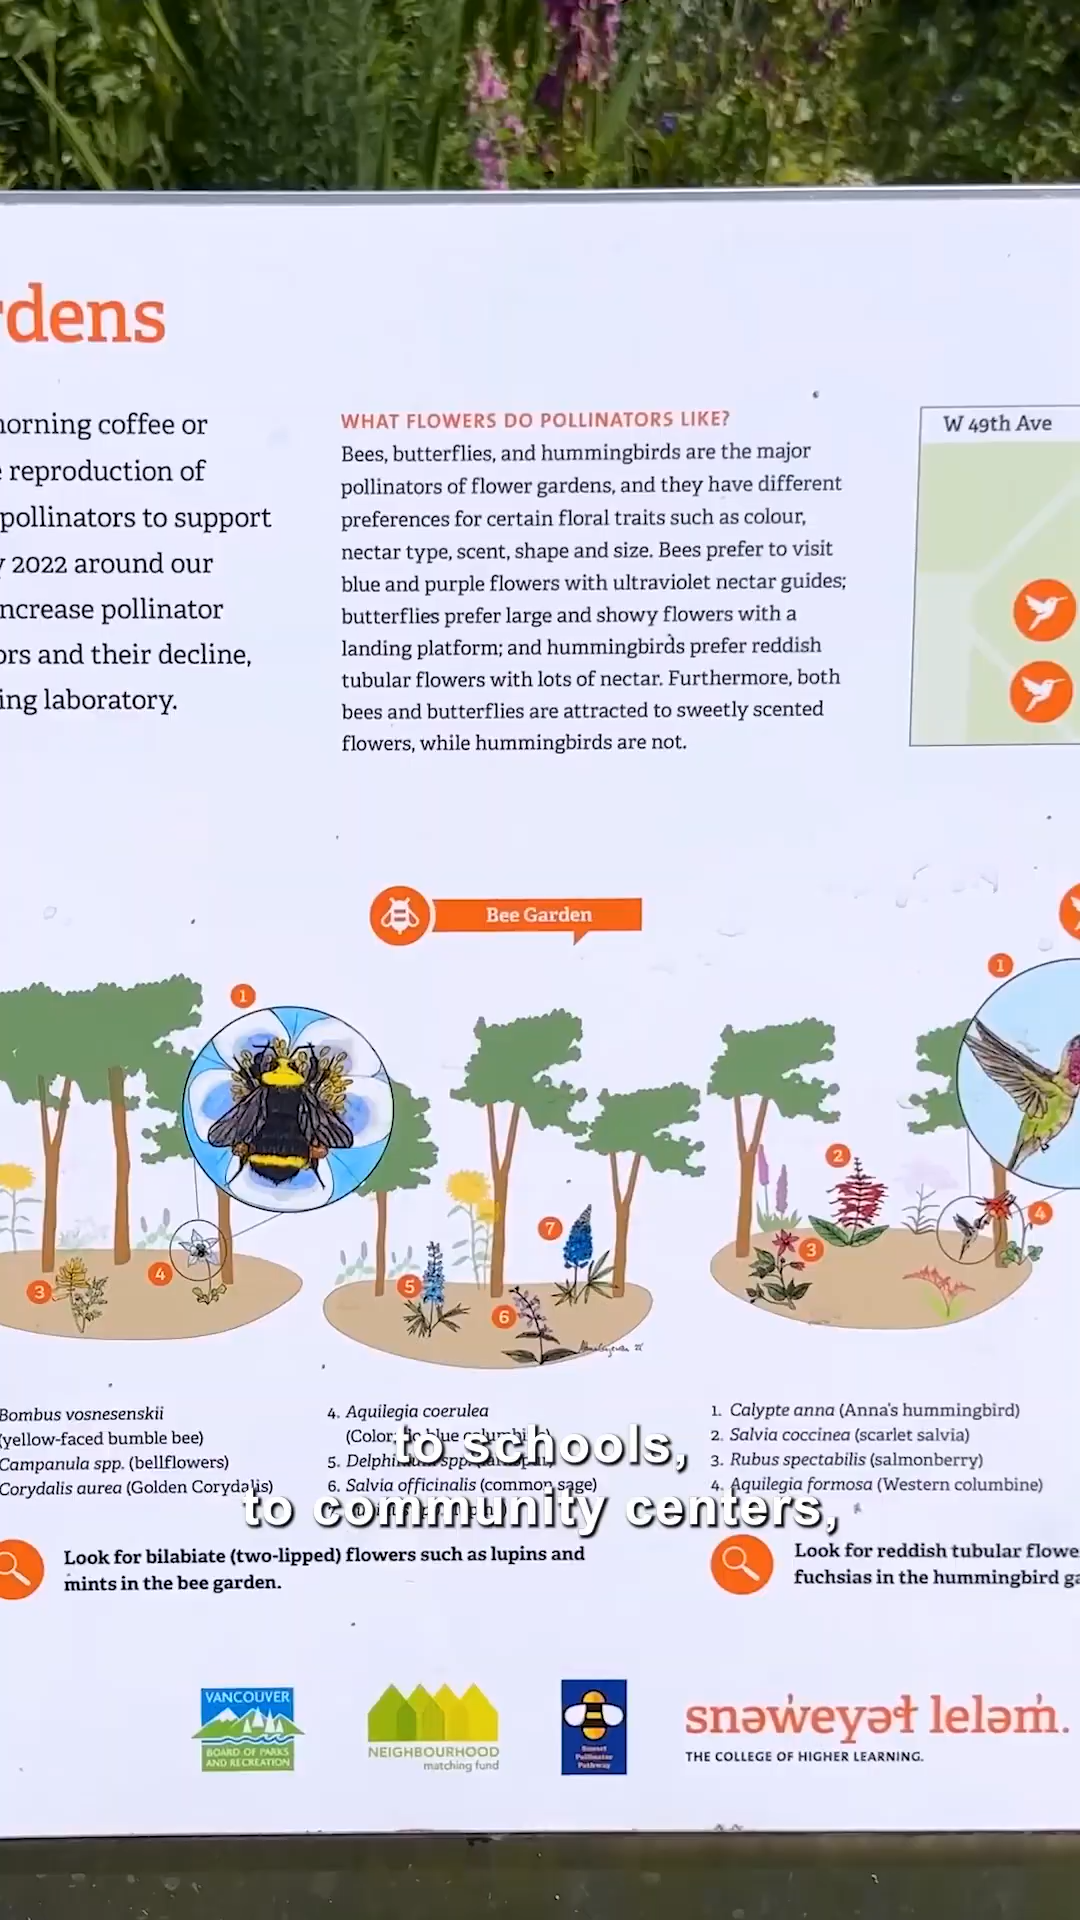 rdens
orning coffee or
reproduction of
pollinators to support
2022 around our
ncrease pollinator
ors and their decline,
ing laboratory.
WHAT FLOWERS DO POLLINATORS LIKE?
Bees, butterflies, and hummingbirds are the major
pollinators of flower gardens, and they have different
preferences for certain floral traits such as colour,
nectar type, scent, shape and size. Bees prefer to visit
blue and purple flowers with ultraviolet nectar guides;
butterflies prefer large and showy flowers with a
landing platform; and hummingbirds prefer reddish
tubular flowers with lots of nectar. Furthermore, both
bees and butterflies are attracted to sweetly scented
flowers, while hummingbirds are not.
W 49th Ave
Bee Garden
1
3
4
5
6
7
1
2
3
4
Bombus vosnesenskii
(yellow-faced bumble bee)
Campanula spp. (bellflowers)
Corydalis aurea (Golden Corydalis)
4. Aquilegia coerulea
blue
5. spp.
6. Salvia officinalis (common sage)
1. Calypte anna (Anna's hummingbird)
2. Salvia coccinea (scarlet salvia)
3. Rubus spectabilis (salmonberry)
4. Aquilegia formosa (Western columbine)
to schools,
to community centers,
Look for bilabiate (two-lipped) flowers such as lupins and
mints in the bee garden.
Look for reddish tubular flowe
fuchsias in the hummingbird ga
VANCOUVER
BOARD OF PARKS
AND RECREATION
NEIGHBOURHOOD
matching fund
Sunset
Pollinator
Pathway
snəw̓eyəɬ leləm̓.
THE COLLEGE OF HIGHER LEARNING.